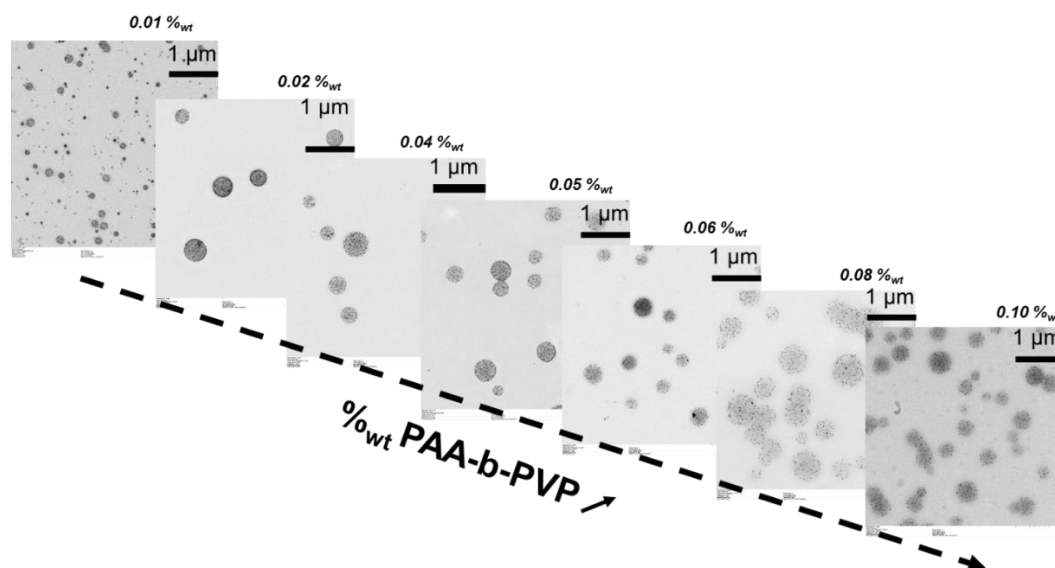 0.01 %wt
1 µm
0.02 %wt
1 µm
0.04 %wt
1 µm
0.05 %wt
1 µm
0.06 %wt
1 µm
0.08 %wt
1 µm
0.10 %w
1 µm
%wt PAA-b-PVP